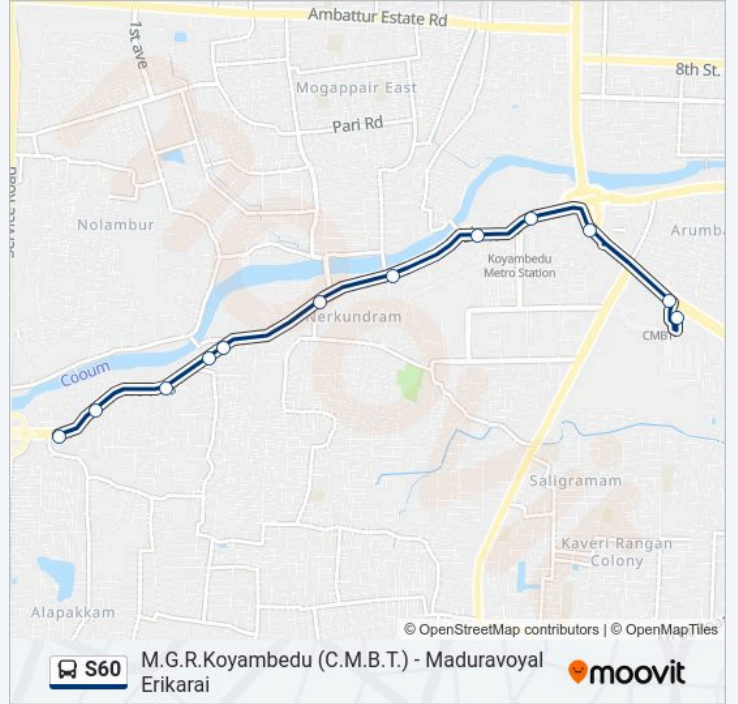 Ambattur Estate Rd
1st ave
8th St.
Mogappair East
Pari Rd
Nolambur
Arumba
Koyambedu
Metro Station
Nerkundram
CMBT
Cooum
Saligramam
Kaveri Rangan
Colony
Alapakkam
© OpenStreetMap contributors | © OpenMapTiles
S60
M.G.R.Koyambedu (C.M.B.T.) - Maduravoyal
Erikarai
moovit